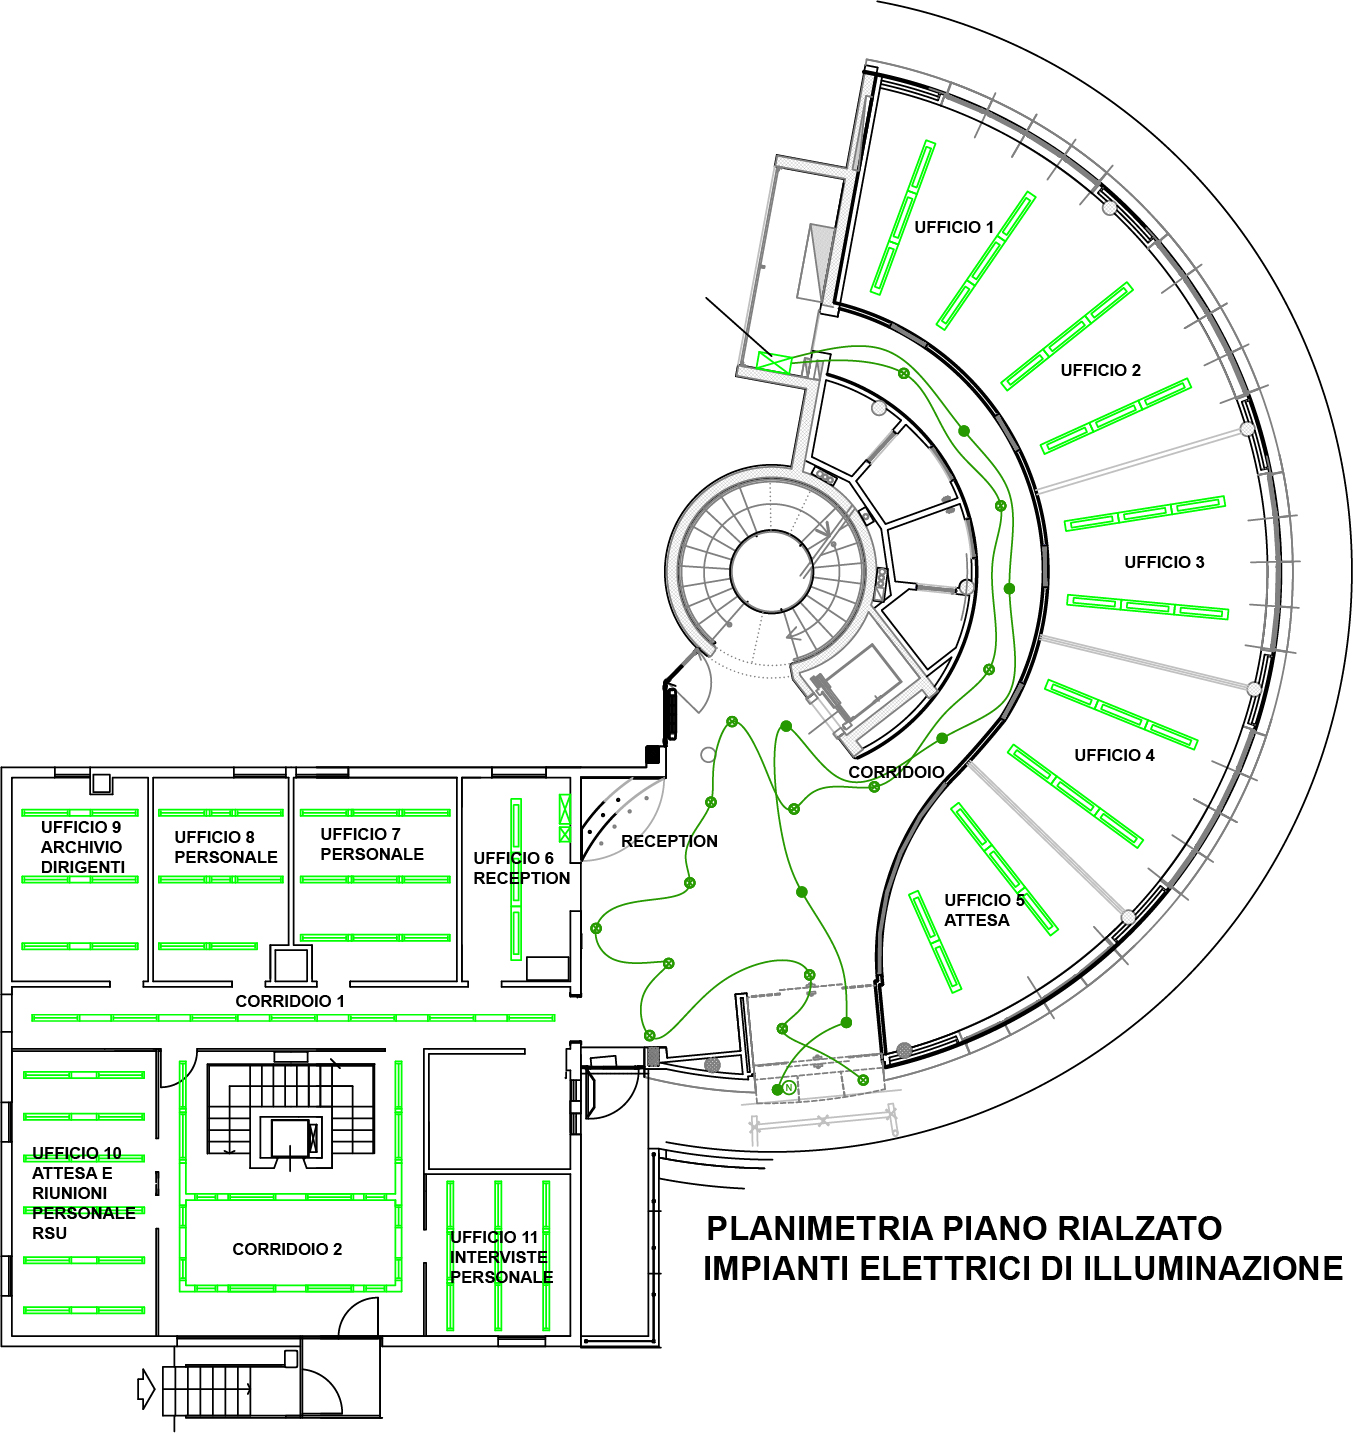 UFFICIO 1
UFFICIO 2
UFFICIO 3
UFFICIO 4
CORRIDOIO
RECEPTION
UFFICIO 5
ATTESA
UFFICIO 9
ARCHIVIO
DIRIGENTI
UFFICIO 8
PERSONALE
UFFICIO 7
PERSONALE
UFFICIO 6
RECEPTION
CORRIDOIO 1
N
UFFICIO 10
ATTESA E
RIUNIONI
PERSONALE
RSU
CORRIDOIO 2
UFFICIO 11
INTERVISTE
PERSONALE
PLANIMETRIA PIANO RIALZATO
IMPIANTI ELETTRICI DI ILLUMINAZIONE